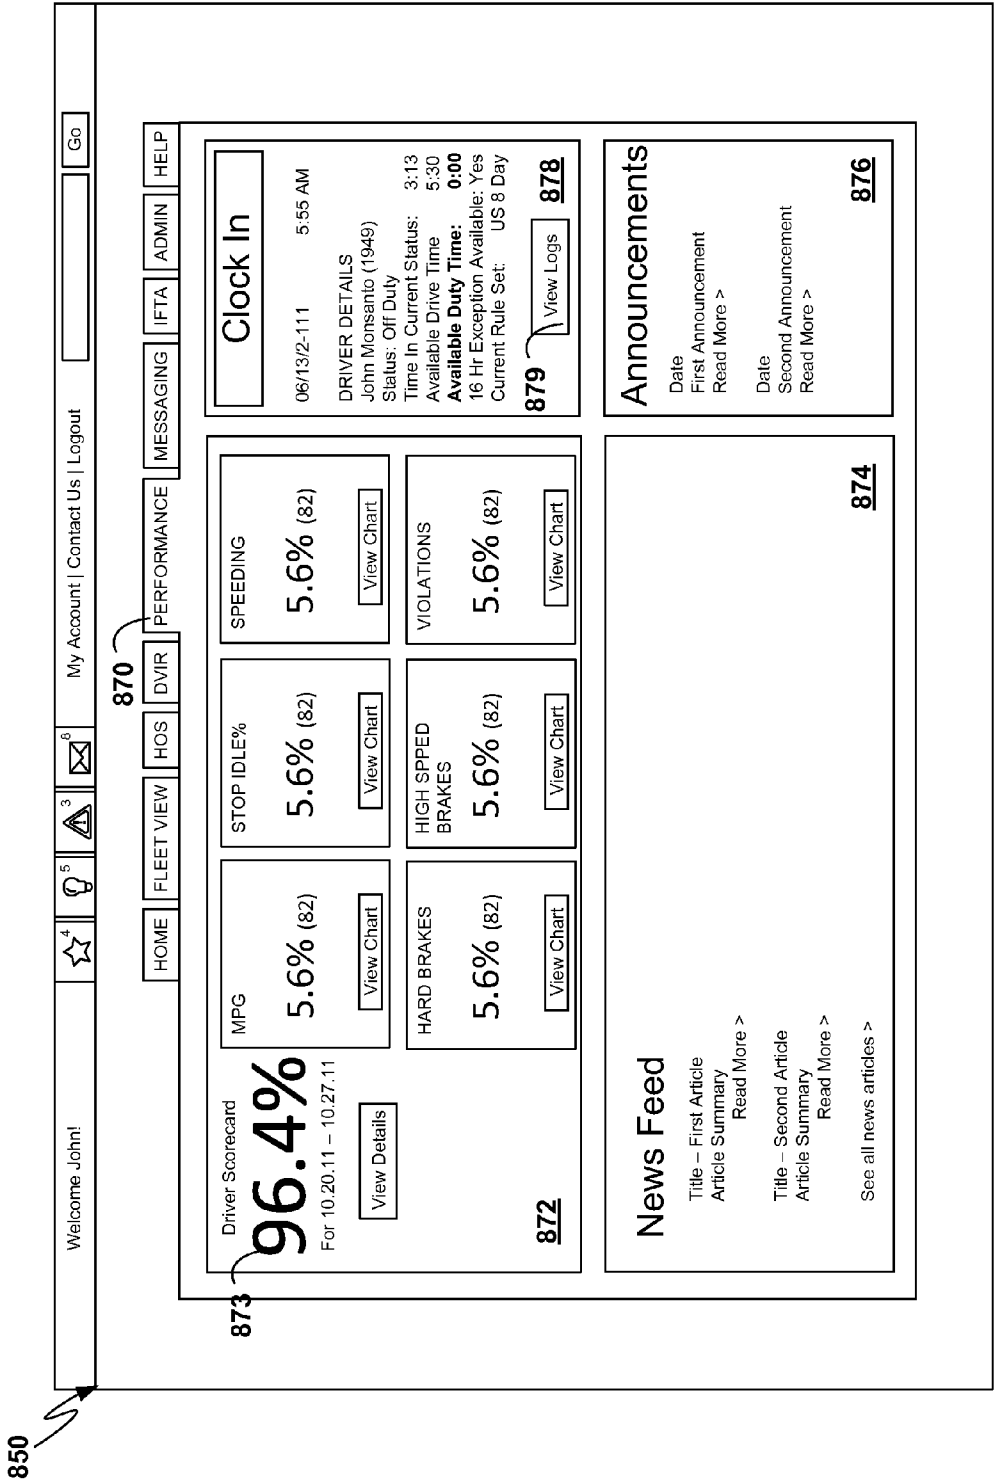 850
Welcome John!
4
5
3
8
My Account | Contact Us | Logout
Go
870
HOME
FLEET VIEW
HOS
DVIR
PERFORMANCE
MESSAGING
IFTA
ADMIN
HELP
873
Driver Scorecard
96.4%
For 10.20.11 – 10.27.11
View Details
872
MPG
5.6% (82)
View Chart
STOP IDLE%
5.6% (82)
View Chart
SPEEDING
5.6% (82)
View Chart
HARD BRAKES
5.6% (82)
View Chart
HIGH SPPED
BRAKES
5.6% (82)
View Chart
VIOLATIONS
5.6% (82)
View Chart
Clock In
06/13/2-111 5:55 AM
DRIVER DETAILS
John Monsanto (1949)
Status: Off Duty
Time In Current Status: 3:13
Available Drive Time 5:30
Available Duty Time: 0:00
16 Hr Exception Available: Yes
Current Rule Set: US 8 Day
879
View Logs
878
News Feed
Title – First Article
Article Summary
Read More >
Title – Second Article
Article Summary
Read More >
See all news articles >
874
Announcements
Date
First Announcement
Read More >
Date
Second Announcement
Read More >
876